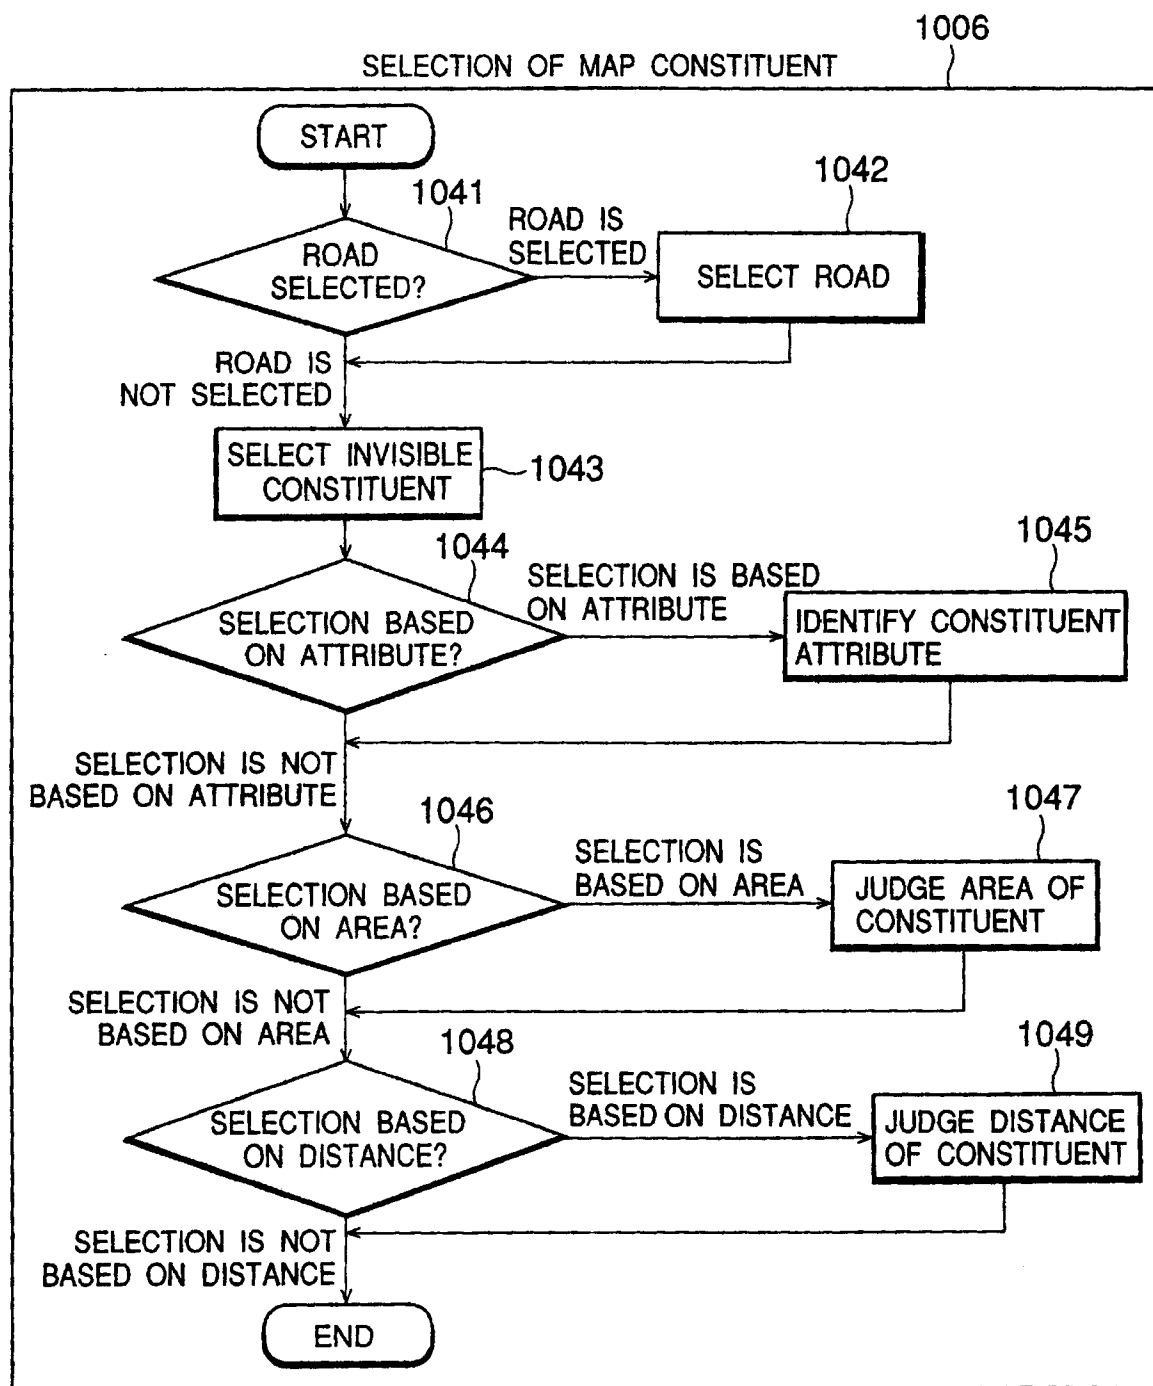 1006
SELECTION OF MAP CONSTITUENT
START
1041
ROAD
SELECTED?
ROAD IS
SELECTED
1042
SELECT ROAD
ROAD IS
NOT SELECTED
SELECT INVISIBLE
CONSTITUENT
1043
1044
SELECTION BASED
ON ATTRIBUTE?
SELECTION IS BASED
ON ATTRIBUTE
1045
IDENTIFY CONSTITUENT
ATTRIBUTE
SELECTION IS NOT
BASED ON ATTRIBUTE
1046
SELECTION BASED
ON AREA?
SELECTION IS
BASED ON AREA
1047
JUDGE AREA OF
CONSTITUENT
SELECTION IS NOT
BASED ON AREA
1048
SELECTION BASED
ON DISTANCE?
SELECTION IS
BASED ON DISTANCE
1049
JUDGE DISTANCE
OF CONSTITUENT
SELECTION IS NOT
BASED ON DISTANCE
END